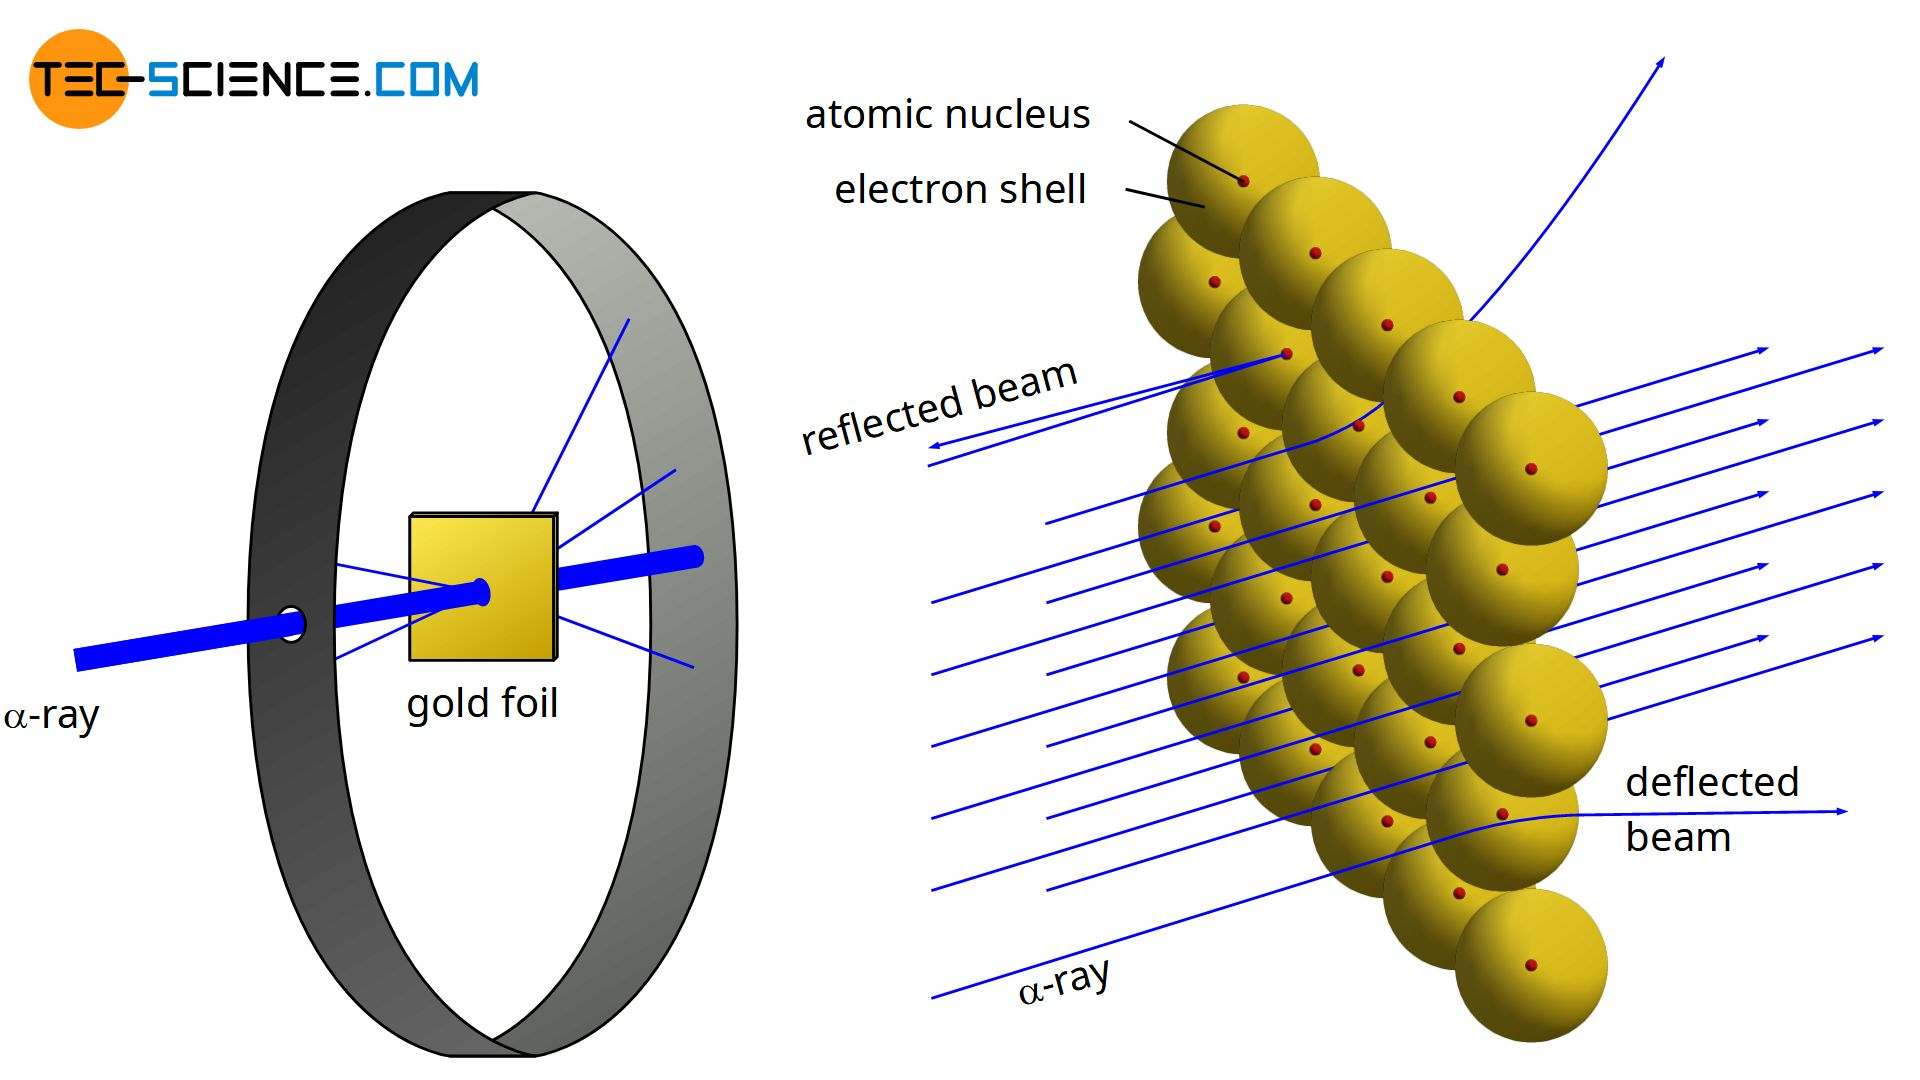 TEC-SCIENCE.COM
atomic nucleus
electron shell
reflected beam
α-ray
gold foil
deflected
beam
α-ray